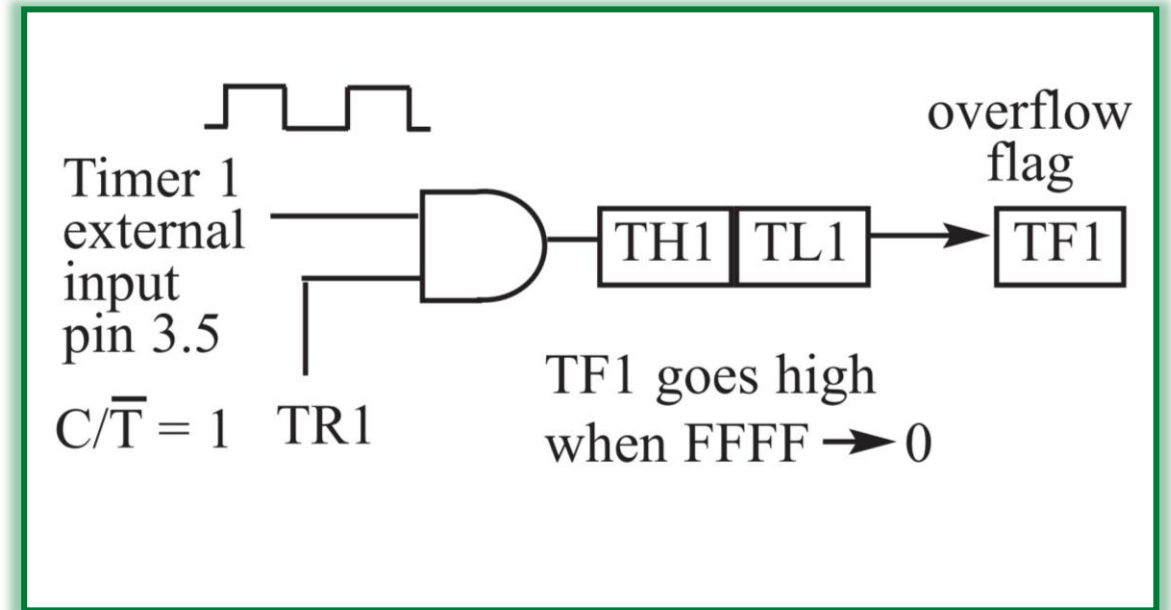 overflow
flag
Timer 1
external
input
pin 3.5
TH1 TL1
TF1
C/T̅ = 1 TR1
TF1 goes high
when FFFF → 0